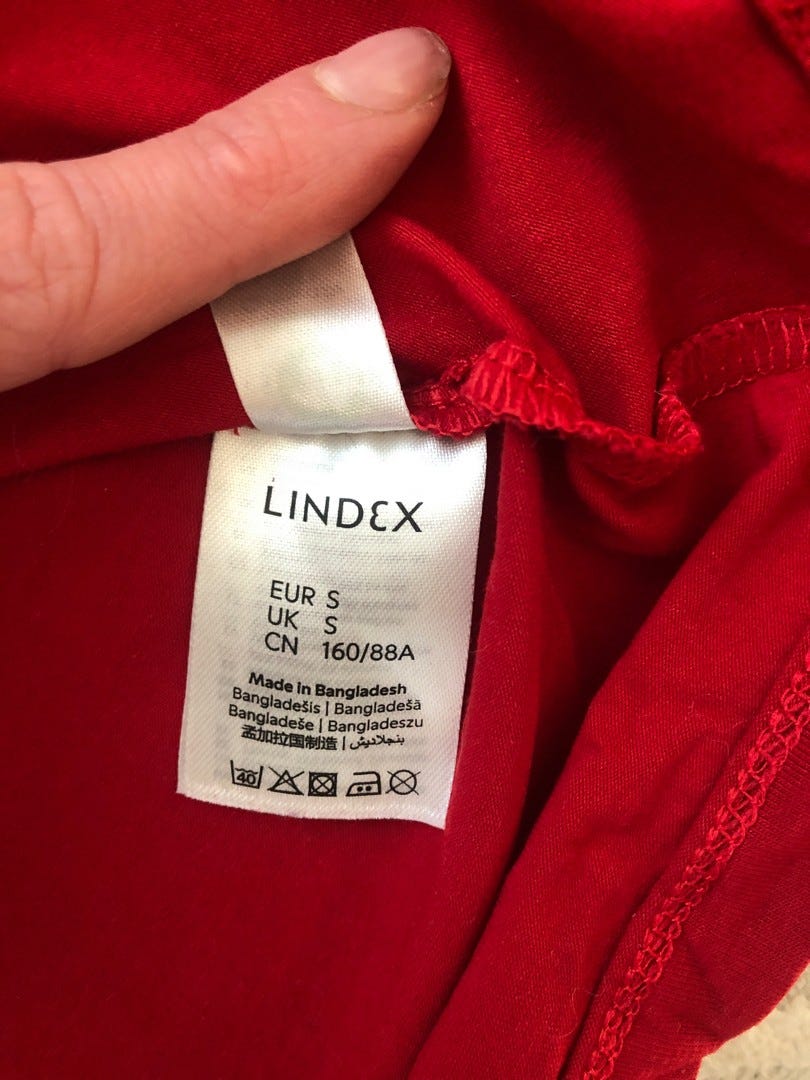 LINDEX
EUR S
UK S
CN 160/88A
Made in Bangladesh
Bangladešis | Bangladešā
Bangladeše | Bangladeszu
孟加拉国制造 | بنجلاديش
40